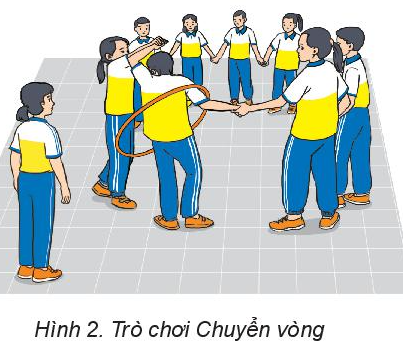 Hình 2. Trò chơi Chuyển vòng